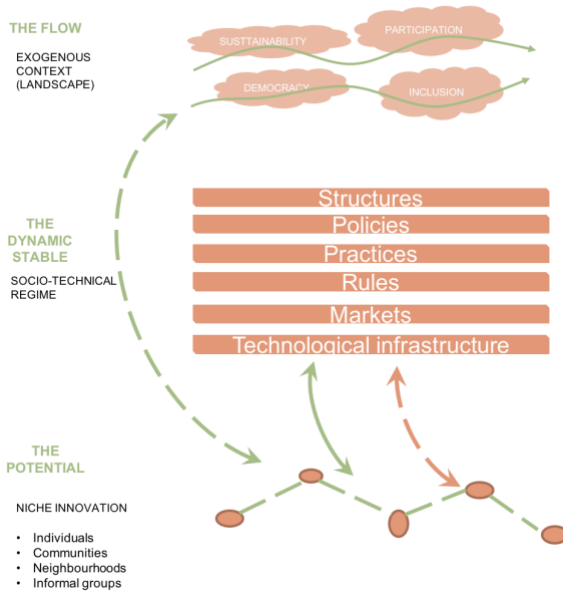 THE FLOW
EXOGENOUS
CONTEXT
(LANDSCAPE)
SUSTTAINABILITY
PARTICIPATION
DEMOCRACY
INCLUSION
THE
DYNAMIC
STABLE
SOCIO-TECHNICAL
REGIME
Structures
Policies
Practices
Rules
Markets
Technological infrastructure
THE
POTENTIAL
NICHE INNOVATION
• Individuals
• Communities
• Neighbourhoods
• Informal groups